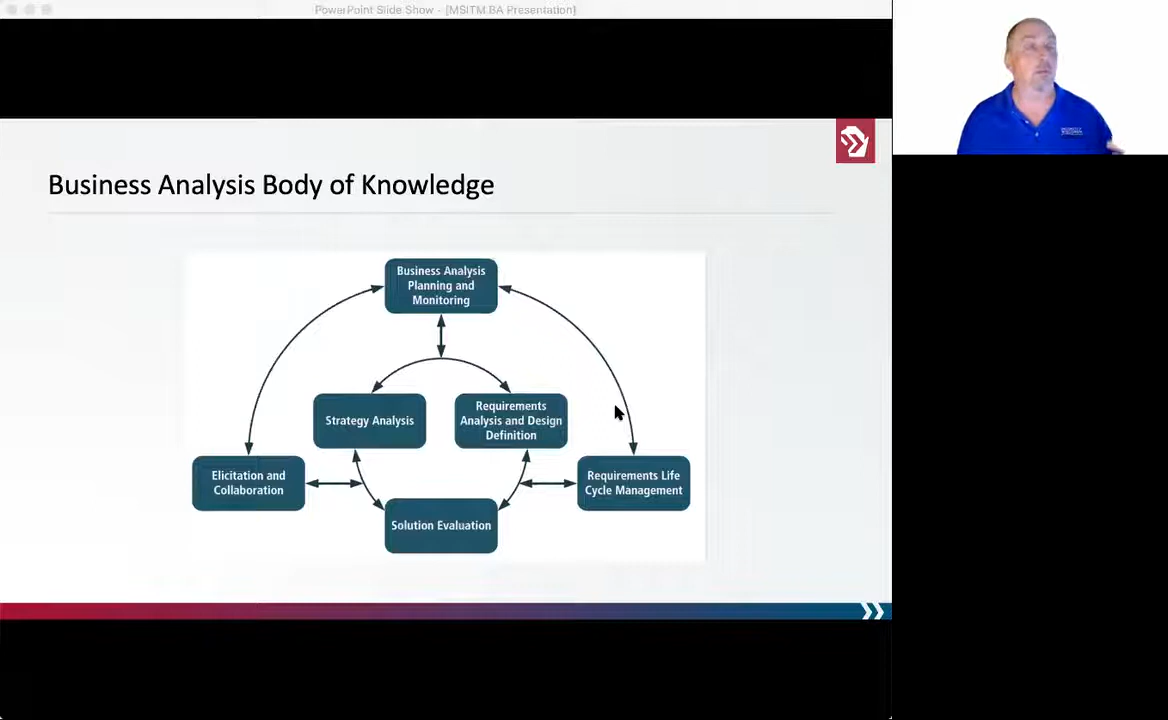 PowerPoint Slide Show - [MSITM BA Presentation]
Business Analysis Body of Knowledge
Business Analysis
Planning and
Monitoring
Strategy Analysis
Requirements
Analysis and Design
Definition
Elicitation and
Collaboration
Requirements Life
Cycle Management
Solution Evaluation